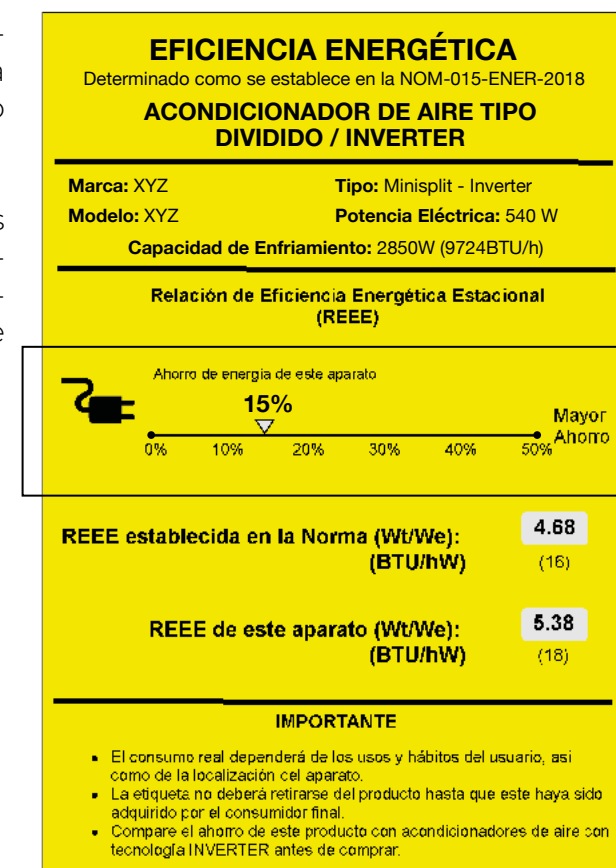 EFICIENCIA ENERGÉTICA
Determinado como se establece en la NOM-015-ENER-2018
ACONDICIONADOR DE AIRE TIPO
DIVIDIDO / INVERTER
Marca: XYZ Tipo: Minisplit - Inverter
Modelo: XYZ Potencia Eléctrica: 540 W
Capacidad de Enfriamiento: 2850W (9724BTU/h)
Relación de Eficiencia Energética Estacional
(REEE)
Ahorro de energia de este aparato
15%
Mayor
Ahorro
0% 10% 20% 30% 40% 50%
REEE establecida en la Norma (Wt/We): 4.68
(BTU/hW) (16)
REEE de este aparato (Wt/We): 5.38
(BTU/hW) (18)
IMPORTANTE
• El consumo real dependerá de los usos y hábitos del usuario, asi
como de la localización cel aparato.
• La etiqueta no deberá retirarse del producto hasta que este haya sido
adquirido por el consumidor final.
• Compare el ahorro de este producto con acondicionadores de aire con
tecnología INVERTER antes de comprar.